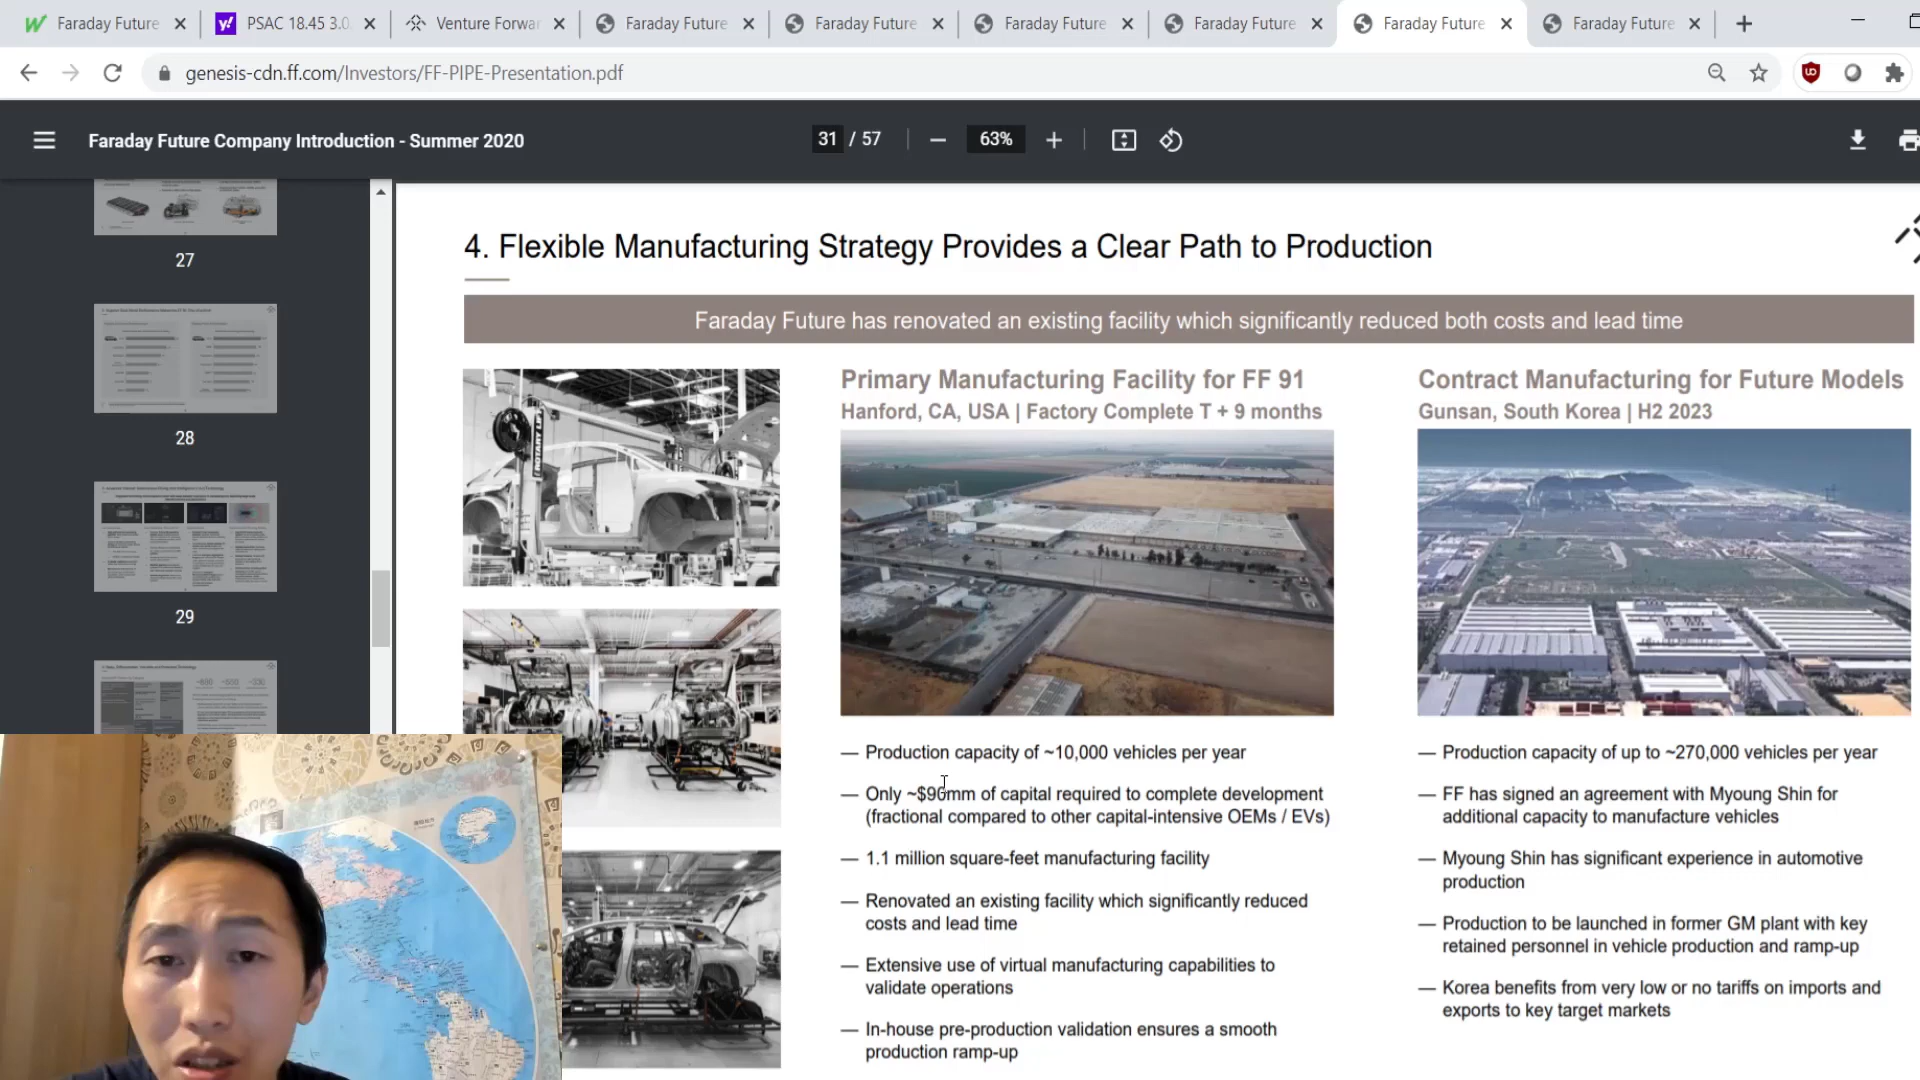 Faraday Future
PSAC 18.45 3.0
Venture Forwar
Faraday Future
Faraday Future
Faraday Future
Faraday Future
Faraday Future
Faraday Future
genesis-cdn.ff.com/Investors/FF-PIPE-Presentation.pdf
Faraday Future Company Introduction - Summer 2020
31 / 57
63%
27
28
29
4. Flexible Manufacturing Strategy Provides a Clear Path to Production
Faraday Future has renovated an existing facility which significantly reduced both costs and lead time
ROTARY LIFT
Primary Manufacturing Facility for FF 91
Hanford, CA, USA | Factory Complete T + 9 months
— Production capacity of ~10,000 vehicles per year
— Only ~$90mm of capital required to complete development
(fractional compared to other capital-intensive OEMs / EVs)
— 1.1 million square-feet manufacturing facility
— Renovated an existing facility which significantly reduced
costs and lead time
— Extensive use of virtual manufacturing capabilities to
validate operations
— In-house pre-production validation ensures a smooth
production ramp-up
Contract Manufacturing for Future Models
Gunsan, South Korea | H2 2023
— Production capacity of up to ~270,000 vehicles per year
— FF has signed an agreement with Myoung Shin for
additional capacity to manufacture vehicles
— Myoung Shin has significant experience in automotive
production
— Production to be launched in former GM plant with key
retained personnel in vehicle production and ramp-up
— Korea benefits from very low or no tariffs on imports and
exports to key target markets